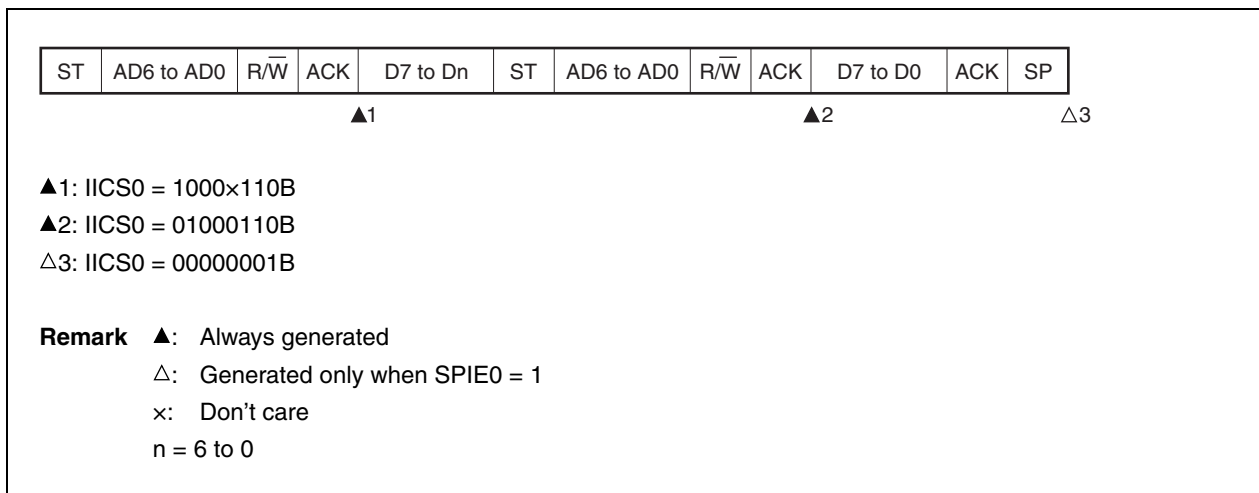 ST AD6 to AD0 R/W̅ ACK D7 to Dn ST AD6 to AD0 R/W̅ ACK D7 to D0 ACK SP
▲1 ▲2 △3
▲1: IICS0 = 1000×110B
▲2: IICS0 = 01000110B
△3: IICS0 = 00000001B
Remark ▲: Always generated
△: Generated only when SPIE0 = 1
×: Don't care
n = 6 to 0